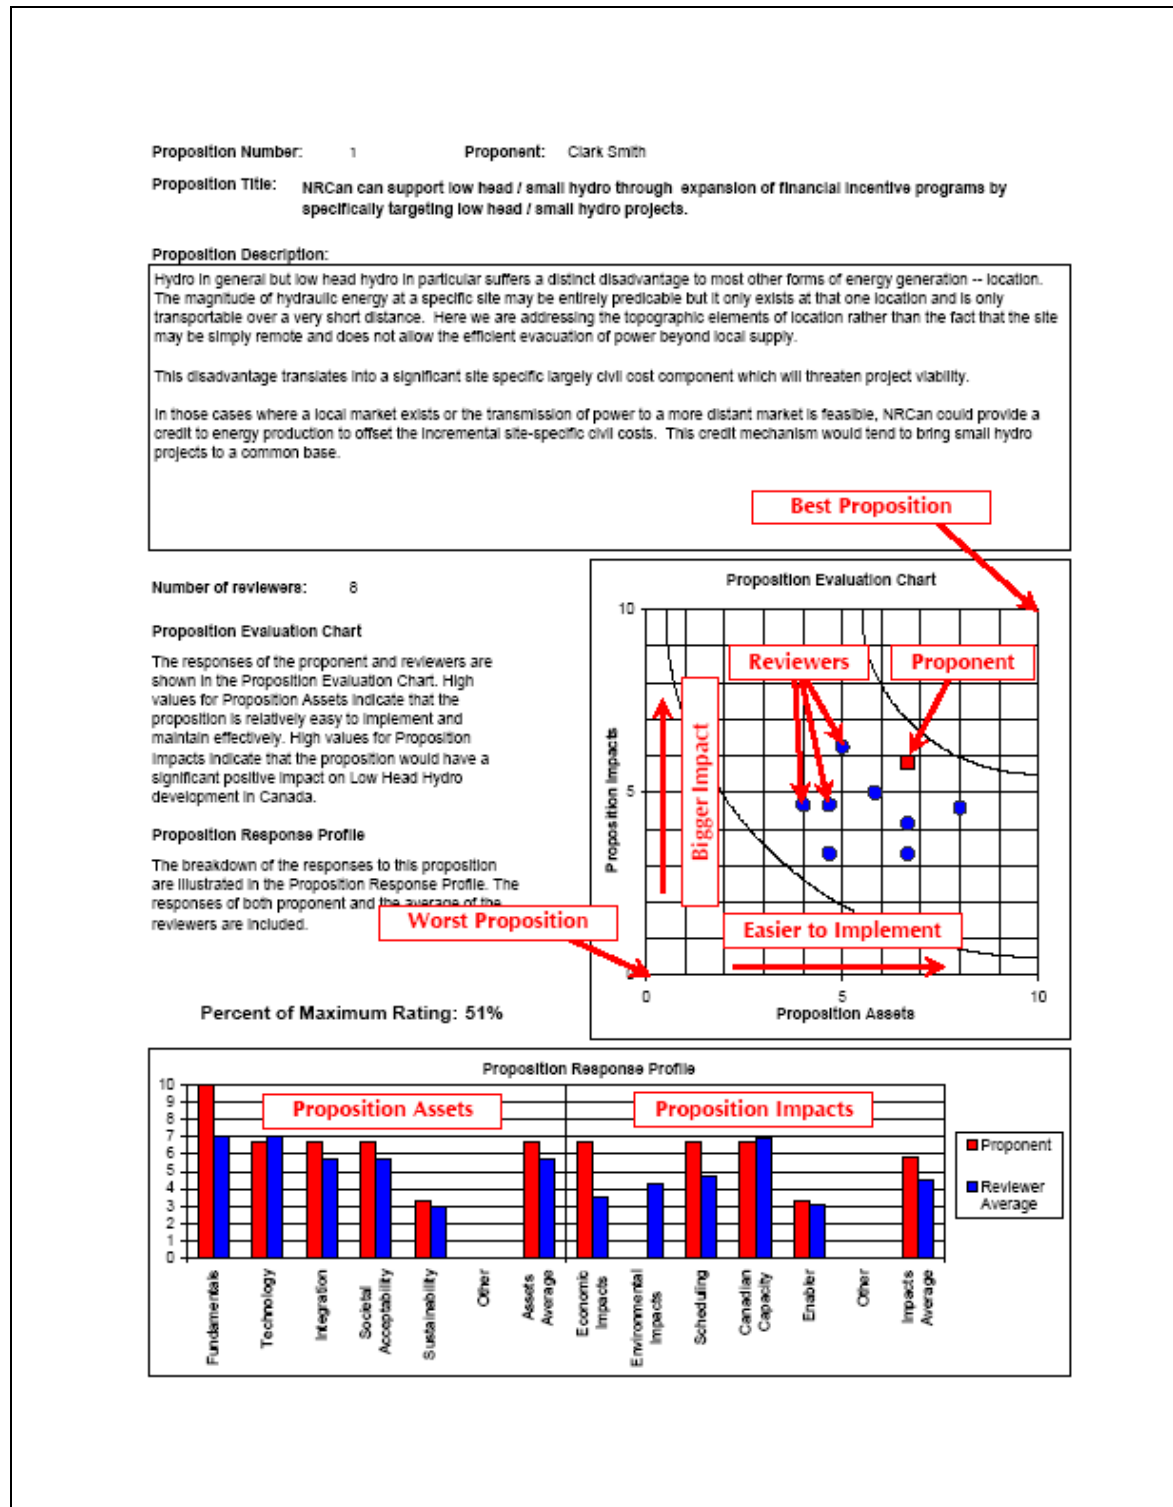 Proposition Number: 1 Proponent: Clark Smith
Proposition Title: NRCan can support low head / small hydro through expansion of financial incentive programs by
specifically targeting low head / small hydro projects.
Proposition Description:
Hydro in general but low head hydro in particular suffers a distinct disadvantage to most other forms of energy generation -- location.
The magnitude of hydraulic energy at a specific site may be entirely predicable but it only exists at that one location and is only
transportable over a very short distance. Here we are addressing the topographic elements of location rather than the fact that the site
may be simply remote and does not allow the efficient evacuation of power beyond local supply.
This disadvantage translates into a significant site specific largely civil cost component which will threaten project viability.
In those cases where a local market exists or the transmission of power to a more distant market is feasible, NRCan could provide a
credit to energy production to offset the incremental site-specific civil costs. This credit mechanism would tend to bring small hydro
projects to a common base.
Best Proposition
Number of reviewers: 8
Proposition Evaluation Chart
The responses of the proponent and reviewers are
shown in the Proposition Evaluation Chart. High
values for Proposition Assets indicate that the
proposition is relatively easy to implement and
maintain effectively. High values for Proposition
Impacts indicate that the proposition would have a
significant positive impact on Low Head Hydro
development in Canada.
Proposition Response Profile
The breakdown of the responses to this proposition
are illustrated in the Proposition Response Profile. The
responses of both proponent and the average of the
reviewers are included.
Worst Proposition
Percent of Maximum Rating: 51%
Proposition Evaluation Chart
10
Reviewers
Proponent
Proposition Impacts
5
Bigger Impact
Easier to Implement
0
5
10
Proposition Assets
Proposition Response Profile
10
9
8
7
6
5
4
3
2
1
0
Proposition Assets
Proposition Impacts
Proponent
Reviewer
Average
Fundamentals
Technology
Integration
Societal
Acceptability
Sustainability
Other
Assets
Average
Economic
Impacts
Environmental
Impacts
Scheduling
Canadian
Capacity
Enabler
Other
Impacts
Average